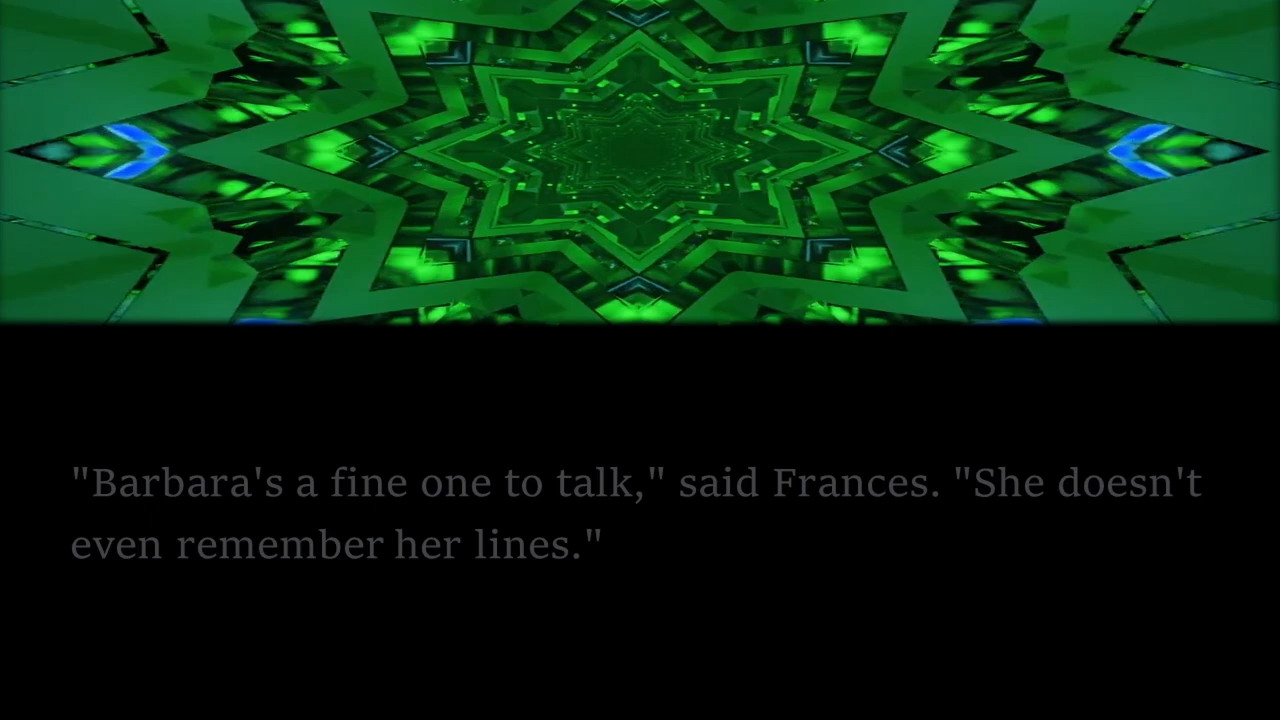 "Barbara's a fine one to talk," said Frances. "She doesn't
even remember her lines."